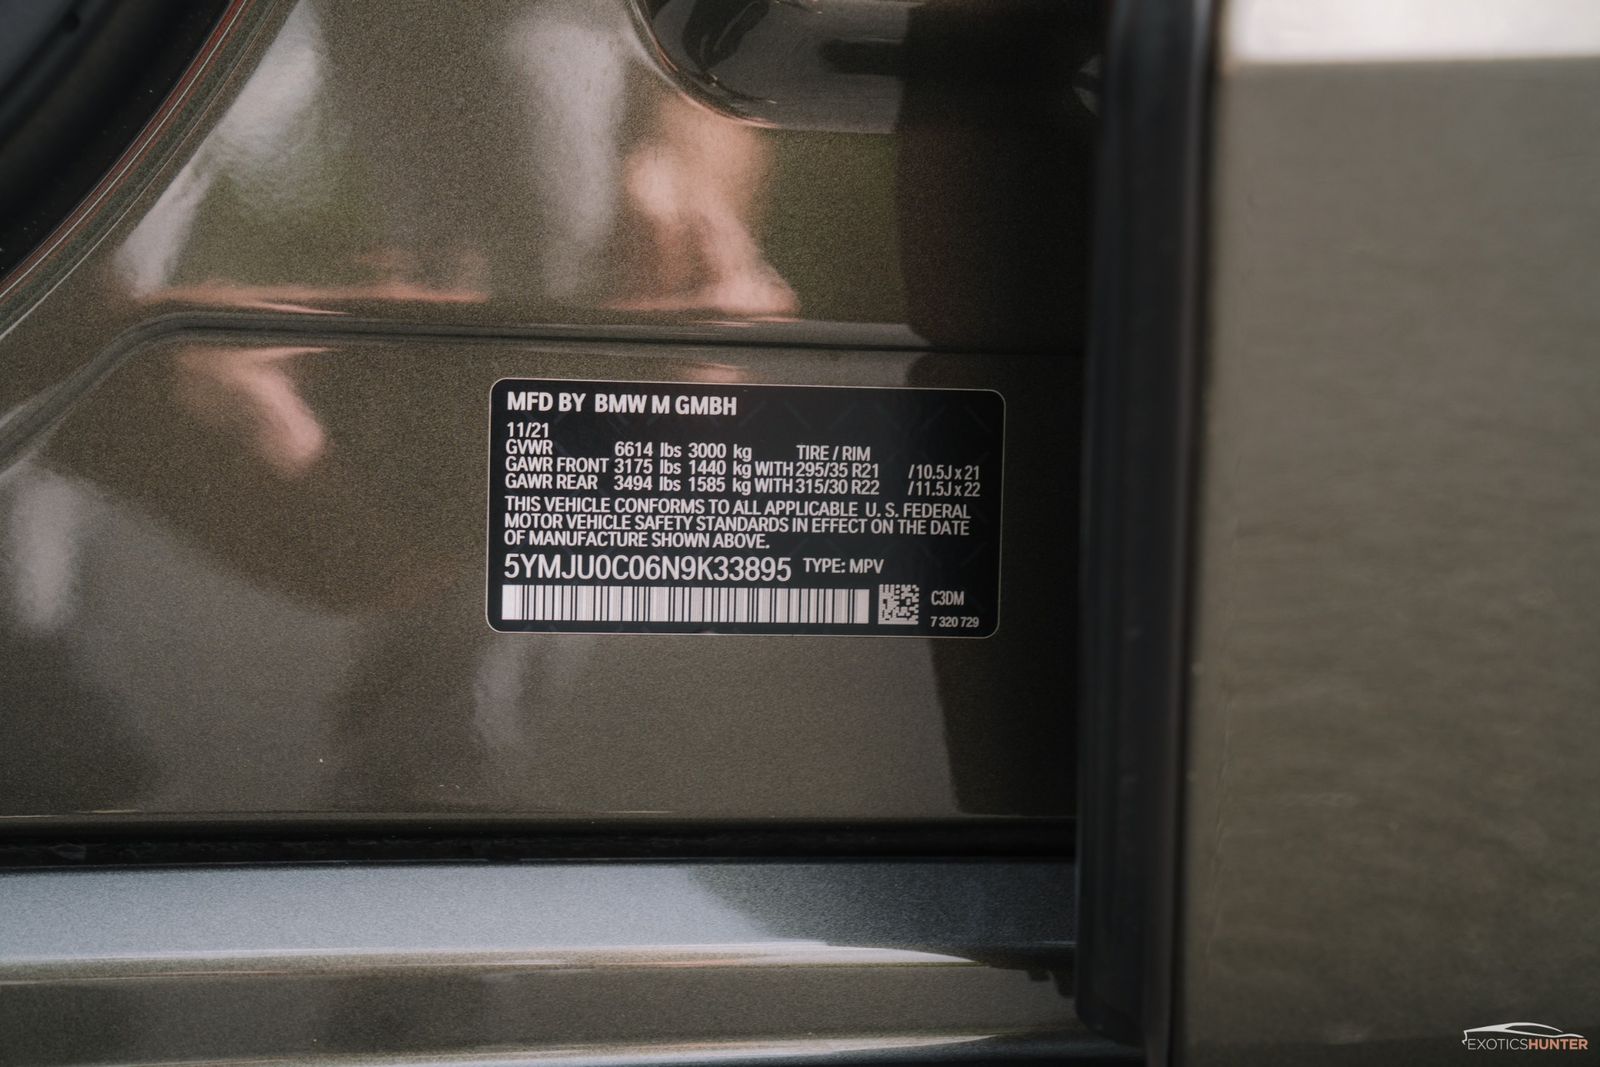 MFD BY BMW M GMBH
11/21
GVWR 6614 lbs 3000 kg TIRE / RIM
GAWR FRONT 3175 lbs 1440 kg WITH 295/35 R21 /10.5J x 21
GAWR REAR 3494 lbs 1585 kg WITH 315/30 R22 /11.5J x 22
THIS VEHICLE CONFORMS TO ALL APPLICABLE U. S. FEDERAL
MOTOR VEHICLE SAFETY STANDARDS IN EFFECT ON THE DATE
OF MANUFACTURE SHOWN ABOVE.
5YMJU0C06N9K33895 TYPE: MPV
C3DM
7 320 729
EXOTICSHUNTER